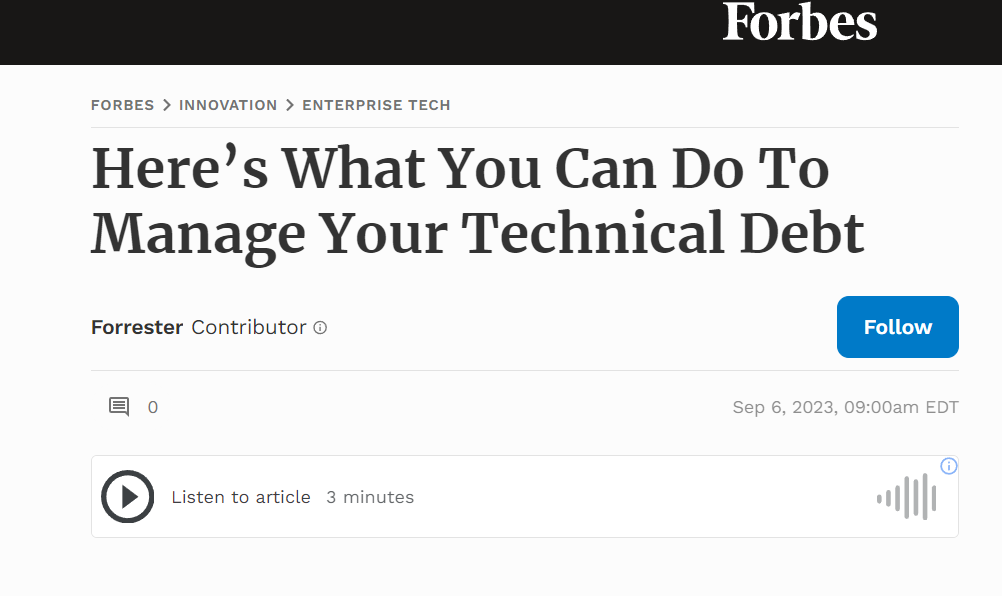 Forbes
FORBES > INNOVATION > ENTERPRISE TECH
Here’s What You Can Do To
Manage Your Technical Debt
Forrester Contributor
Follow
0
Sep 6, 2023, 09:00am EDT
Listen to article 3 minutes